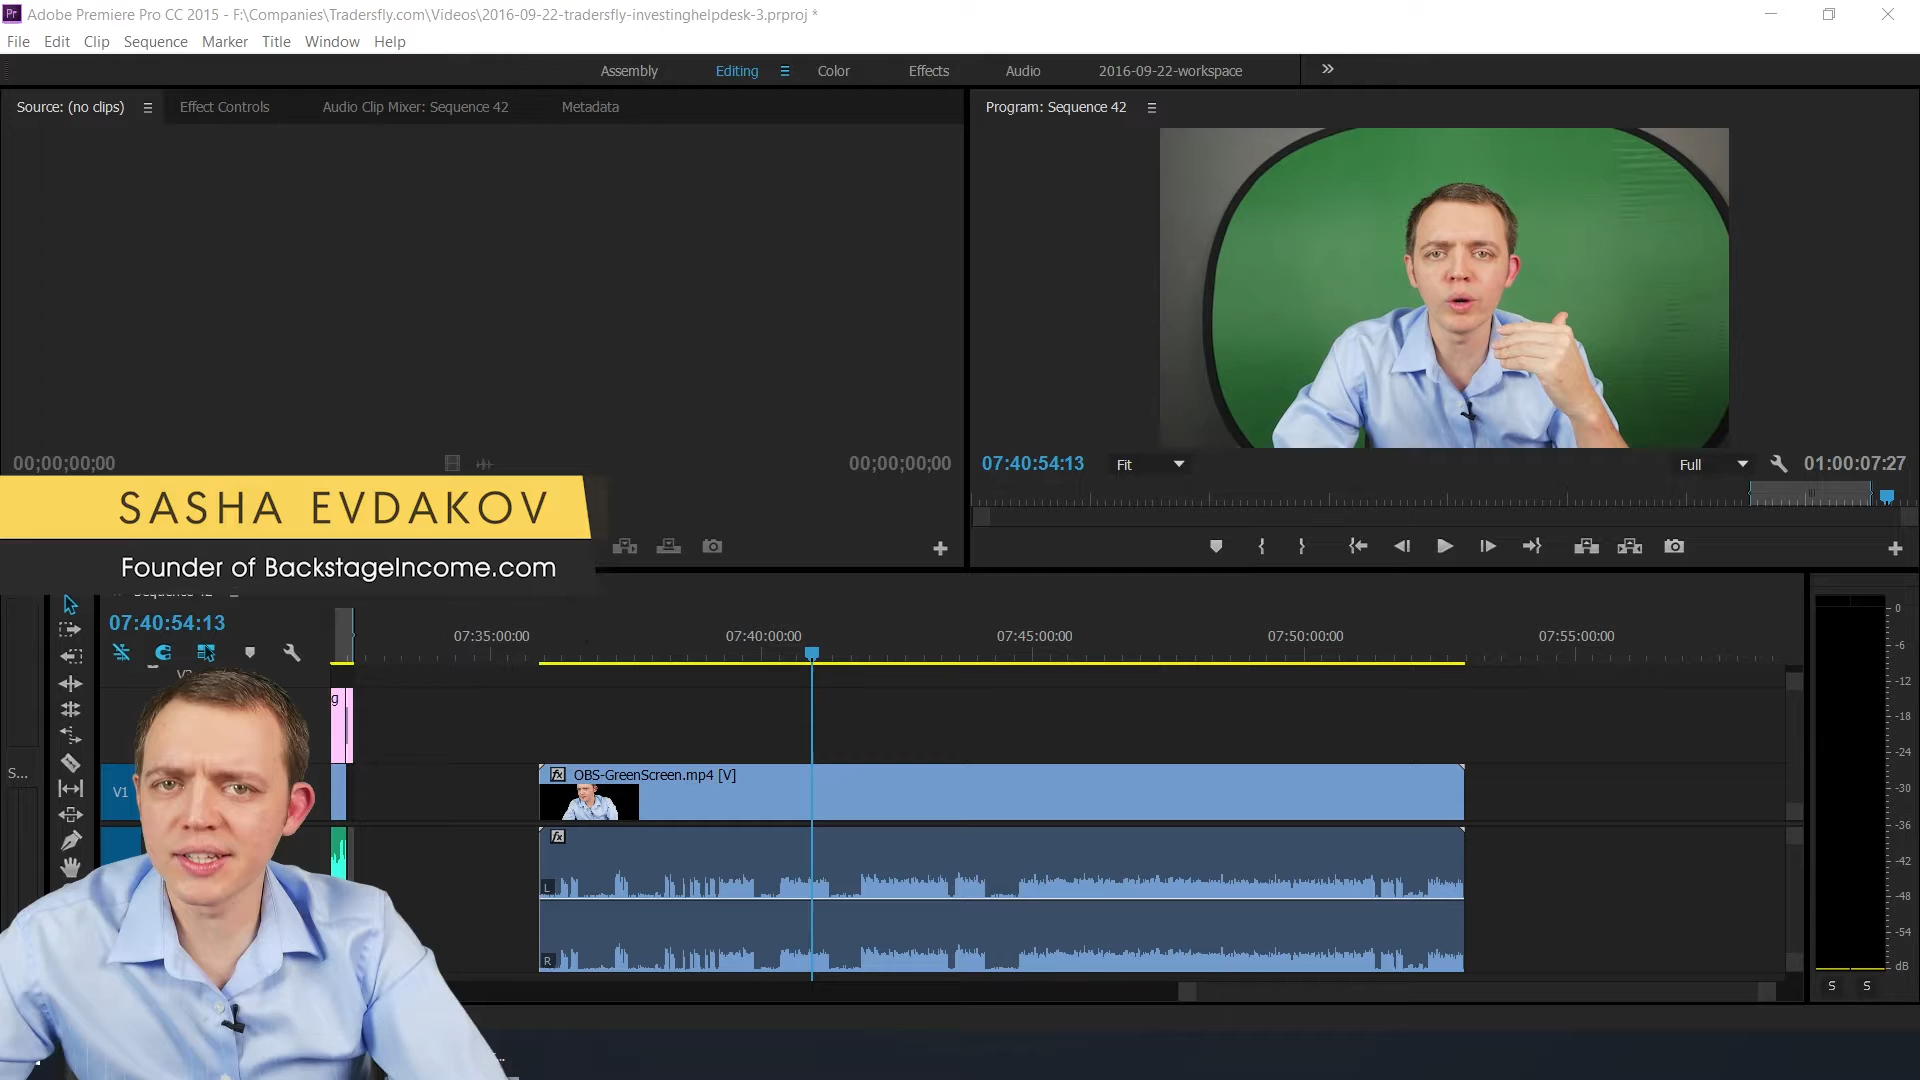 Adobe Premiere Pro CC 2015 - F:\Companies\Tradersfly.com\Videos\2016-09-22-tradersfly-investinghelpdesk-3.prproj *
File Edit Clip Sequence Marker Title Window Help
Assembly Editing Color Effects Audio 2016-09-22-workspace
Source: (no clips) Effect Controls Audio Clip Mixer: Sequence 42 Metadata
Program: Sequence 42
00;00;00;00 00;00;00;00
07:40:54:13 Fit Full 01:00:07:27
SASHA EVDAKOV
Founder of BackstageIncome.com
07:40:54:13
07:35:00:00 07:40:00:00 07:45:00:00 07:50:00:00 07:55:00:00
g
S...
V1
fx OBS-GreenScreen.mp4 [V]
fx
L
R
0
-6
-12
-18
-24
-30
-36
-42
-48
-54
dB
S S